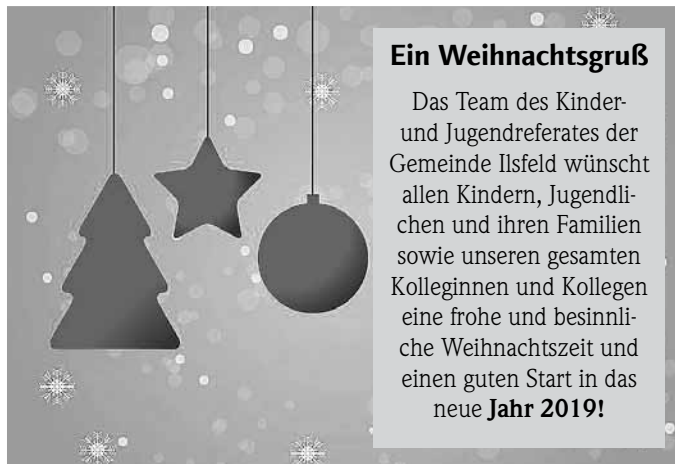 Ein Weihnachtsgruß
Das Team des Kinder-
und Jugendreferates der
Gemeinde Ilsfeld wünscht
allen Kindern, Jugendli-
chen und ihren Familien
sowie unseren gesamten
Kolleginnen und Kollegen
eine frohe und besinnli-
che Weihnachtszeit und
einen guten Start in das
neue Jahr 2019!